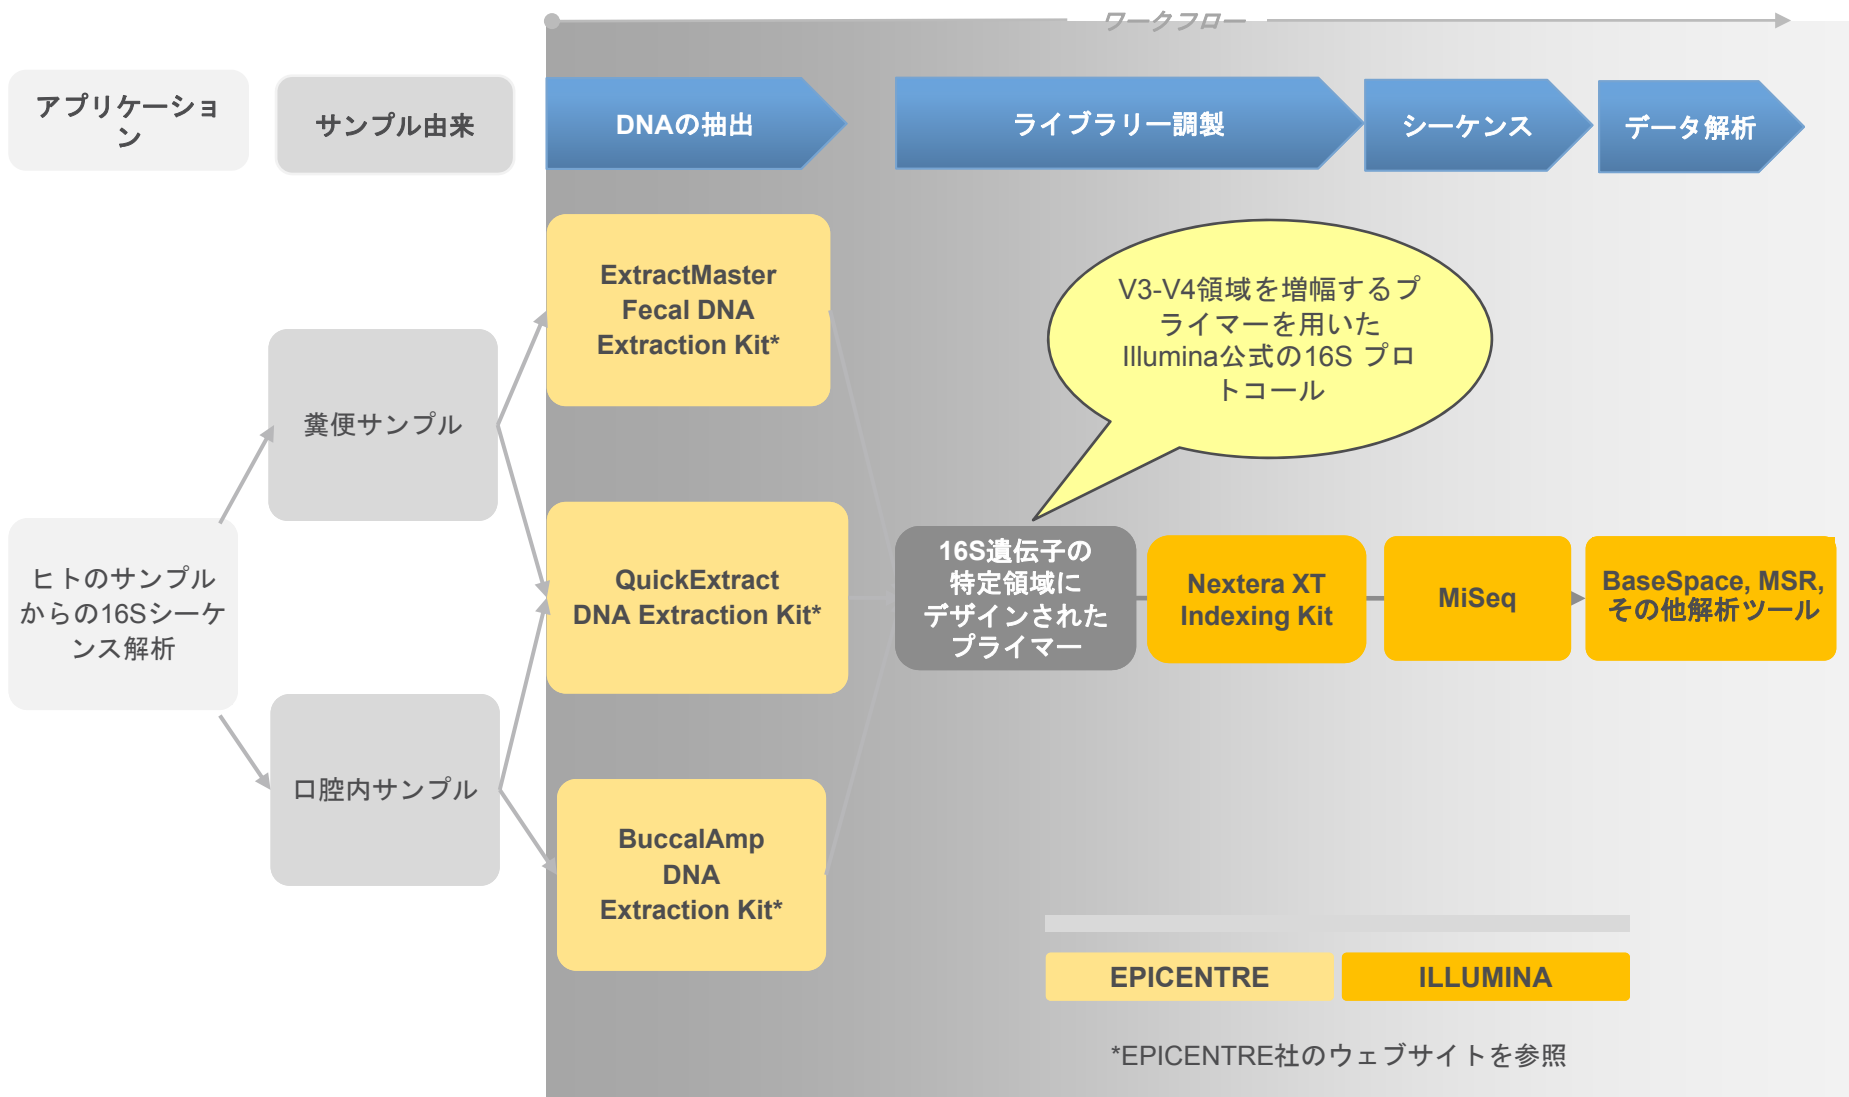 ワークフロー
アプリケーショ
ン
サンプル由来
DNAの抽出
ライブラリー調製
シーケンス
データ解析
ExtractMaster
Fecal DNA
Extraction Kit*
V3-V4領域を増幅するプ
ライマーを用いた
Illumina公式の16S プロ
トコール
糞便サンプル
ヒトのサンプル
からの16Sシーケ
ンス解析
QuickExtract
DNA Extraction Kit*
16S遺伝子の
特定領域に
デザインされた
プライマー
Nextera XT
Indexing Kit
MiSeq
BaseSpace, MSR,
その他解析ツール
口腔内サンプル
BuccalAmp
DNA
Extraction Kit*
EPICENTRE
ILLUMINA
*EPICENTRE社のウェブサイトを参照